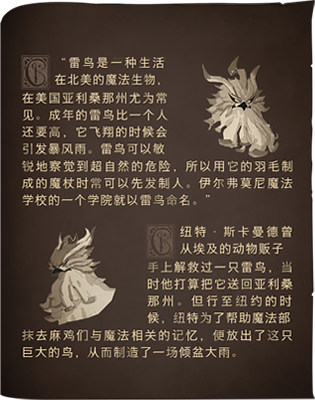 “雷鸟是一种生活
在北美的魔法生物，
在美国亚利桑那州尤为常
见。成年的雷鸟比一个人
还要高，它飞翔的时候会
引发暴风雨。雷鸟可以敏
锐地察觉到超自然的危险，所以用它的羽毛制
成的魔杖时常可以先发制人。伊尔弗莫尼魔法
学校的一个学院就以雷鸟命名。”
纽特·斯卡曼德曾
从埃及的动物贩子
手上解救过一只雷鸟，当
时他打算把它送回亚利桑
那州。但行至纽约的时
候，纽特为了帮助魔法部
抹去麻鸡们与魔法相关的记忆，便放出了这只
巨大的鸟，从而制造了一场倾盆大雨。